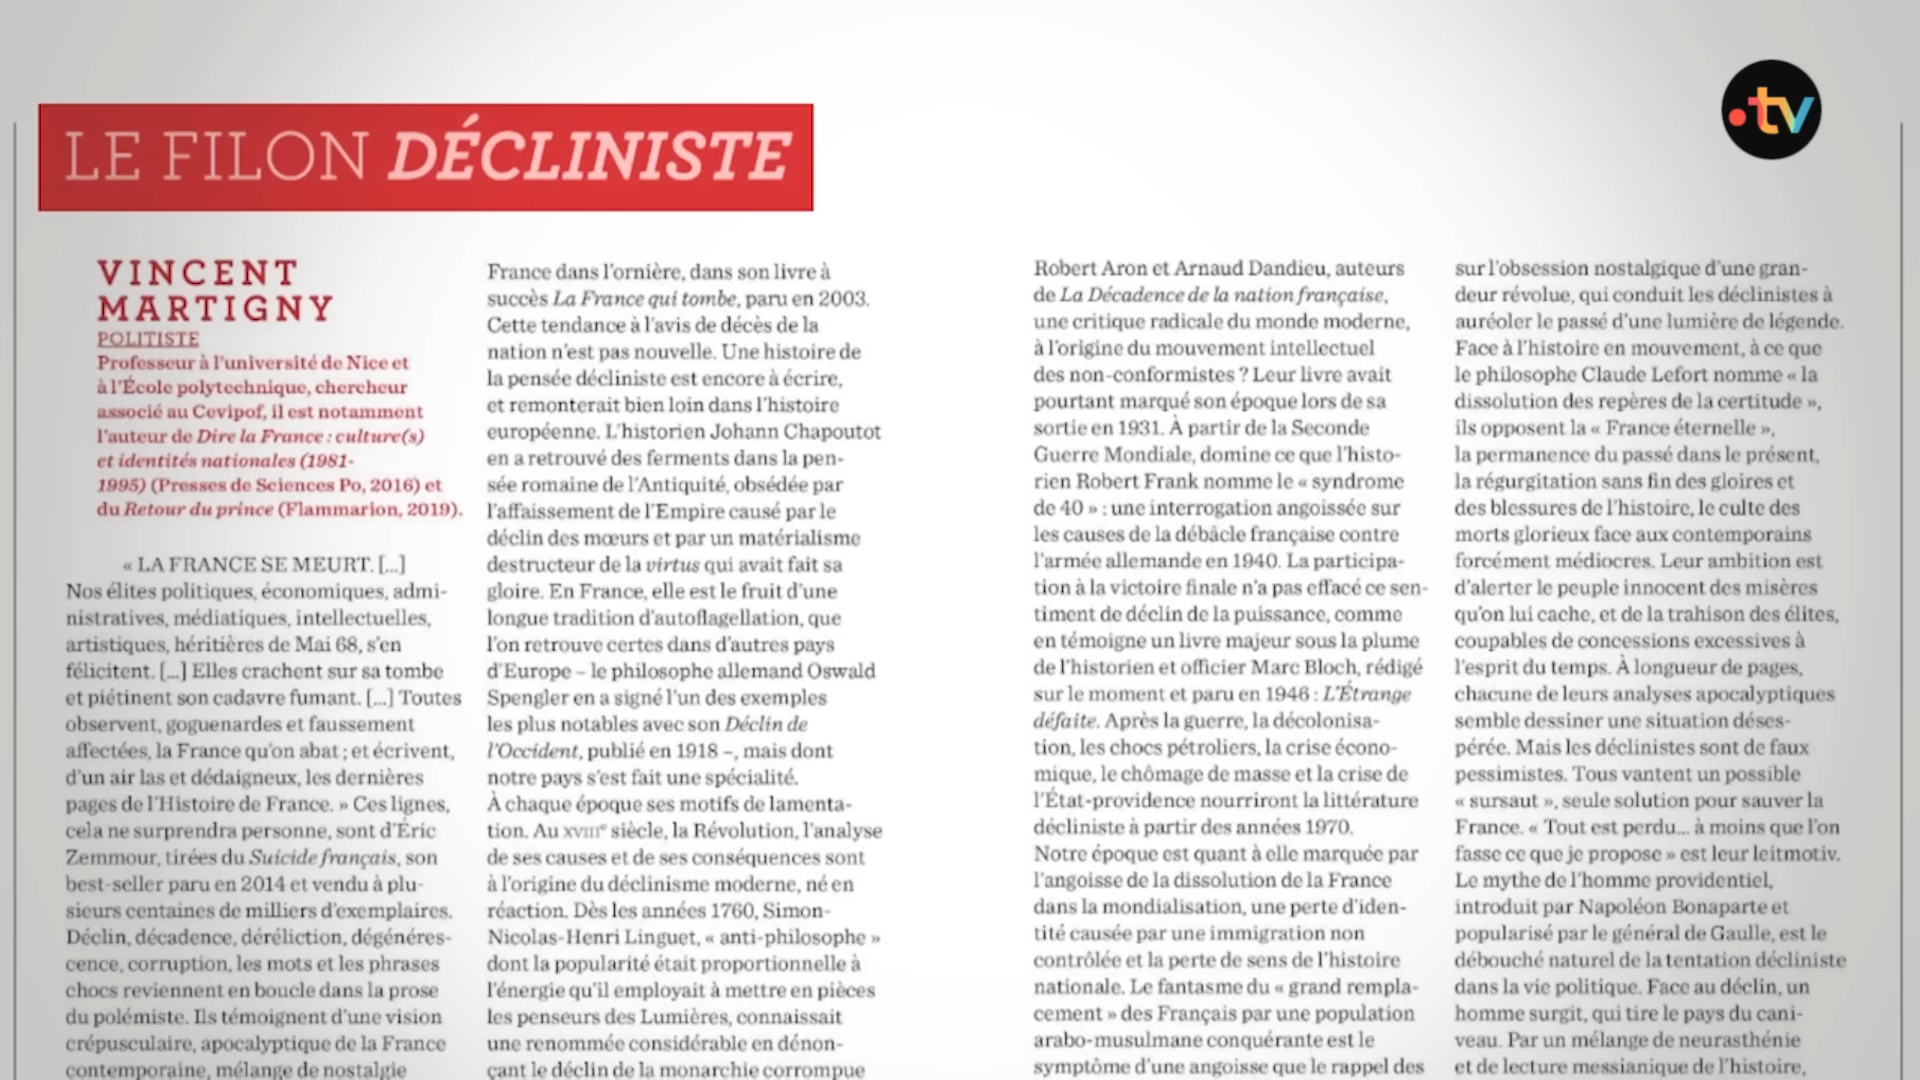 LE FILON DÉCLINISTE
.tv
VINCENT
MARTIGNY
POLITISTE
Professeur à l'université de Nice et
à l'École polytechnique, chercheur
associé au Cevipof, il est notamment
l'auteur de Dire la France : culture(s)
et identités nationales (1981-
1995) (Presses de Sciences Po, 2016) et
du Retour du prince (Flammarion, 2019).
« LA FRANCE SE MEURT. [...]
Nos élites politiques, économiques, admi-
nistratives, médiatiques, intellectuelles,
artistiques, héritières de Mai 68, s'en
félicitent. [...] Elles crachent sur sa tombe
et piétinent son cadavre fumant. [...] Toutes
observent, goguenardes et faussement
affectées, la France qu'on abat ; et écrivent,
d'un air las et dédaigneux, les dernières
pages de l'Histoire de France. » Ces lignes,
cela ne surprendra personne, sont d'Éric
Zemmour, tirées du Suicide français, son
best-seller paru en 2014 et vendu à plu-
sieurs centaines de milliers d'exemplaires.
Déclin, décadence, déréliction, dégénéres-
cence, corruption, les mots et les phrases
chocs reviennent en boucle dans la prose
du polémiste. Ils témoignent d'une vision
crépusculaire, apocalyptique de la France
contemporaine, mélange de nostalgie
France dans l'ornière, dans son livre à
succès La France qui tombe, paru en 2003.
Cette tendance à l'avis de décès de la
nation n'est pas nouvelle. Une histoire de
la pensée décliniste est encore à écrire,
et remonterait bien loin dans l'histoire
européenne. L'historien Johann Chapoutot
en a retrouvé des ferments dans la pen-
sée romaine de l'Antiquité, obsédée par
l'affaissement de l'Empire causé par le
déclin des mœurs et par un matérialisme
destructeur de la virtus qui avait fait sa
gloire. En France, elle est le fruit d'une
longue tradition d'autoflagellation, que
l'on retrouve certes dans d'autres pays
d'Europe – le philosophe allemand Oswald
Spengler en a signé l'un des exemples
les plus notables avec son Déclin de
l'Occident, publié en 1918 –, mais dont
notre pays s'est fait une spécialité.
À chaque époque ses motifs de lamenta-
tion. Au XVIIIe siècle, la Révolution, l'analyse
de ses causes et de ses conséquences sont
à l'origine du déclinisme moderne, né en
réaction. Dès les années 1760, Simon-
Nicolas-Henri Linguet, « anti-philosophe »
dont la popularité était proportionnelle à
l'énergie qu'il employait à mettre en pièces
les penseurs des Lumières, connaissait
une renommée considérable en dénon-
çant le déclin de la monarchie corrompue
Robert Aron et Arnaud Dandieu, auteurs
de La Décadence de la nation française,
une critique radicale du monde moderne,
à l'origine du mouvement intellectuel
des non-conformistes ? Leur livre avait
pourtant marqué son époque lors de sa
sortie en 1931. À partir de la Seconde
Guerre Mondiale, domine ce que l'histo-
rien Robert Frank nomme le « syndrome
de 40 » : une interrogation angoissée sur
les causes de la débâcle française contre
l'armée allemande en 1940. La participa-
tion à la victoire finale n'a pas effacé ce sen-
timent de déclin de la puissance, comme
en témoigne un livre majeur sous la plume
de l'historien et officier Marc Bloch, rédigé
sur le moment et paru en 1946 : L'Étrange
défaite. Après la guerre, la décolonisa-
tion, les chocs pétroliers, la crise écono-
mique, le chômage de masse et la crise de
l'État-providence nourriront la littérature
décliniste à partir des années 1970.
Notre époque est quant à elle marquée par
l'angoisse de la dissolution de la France
dans la mondialisation, une perte d'iden-
tité causée par une immigration non
contrôlée et la perte de sens de l'histoire
nationale. Le fantasme du « grand rempla-
cement » des Français par une population
arabo-musulmane conquérante est le
symptôme d'une angoisse que le rappel des
sur l'obsession nostalgique d'une gran-
deur révolue, qui conduit les déclinistes à
auréoler le passé d'une lumière de légende.
Face à l'histoire en mouvement, à ce que
le philosophe Claude Lefort nomme « la
dissolution des repères de la certitude »,
ils opposent la « France éternelle »,
la permanence du passé dans le présent,
la régurgitation sans fin des gloires et
des blessures de l'histoire, le culte des
morts glorieux face aux contemporains
forcément médiocres. Leur ambition est
d'alerter le peuple innocent des misères
qu'on lui cache, et de la trahison des élites,
coupables de concessions excessives à
l'esprit du temps. À longueur de pages,
chacune de leurs analyses apocalyptiques
semble dessiner une situation déses-
pérée. Mais les déclinistes sont de faux
pessimistes. Tous vantent un possible
« sursaut », seule solution pour sauver la
France. « Tout est perdu... à moins que l'on
fasse ce que je propose » est leur leitmotiv.
Le mythe de l'homme providentiel,
introduit par Napoléon Bonaparte et
popularisé par le général de Gaulle, est le
débouché naturel de la tentation décliniste
dans la vie politique. Face au déclin, un
homme surgit, qui tire le pays du cani-
veau. Par un mélange de neurasthénie
et de lecture messianique de l'histoire,